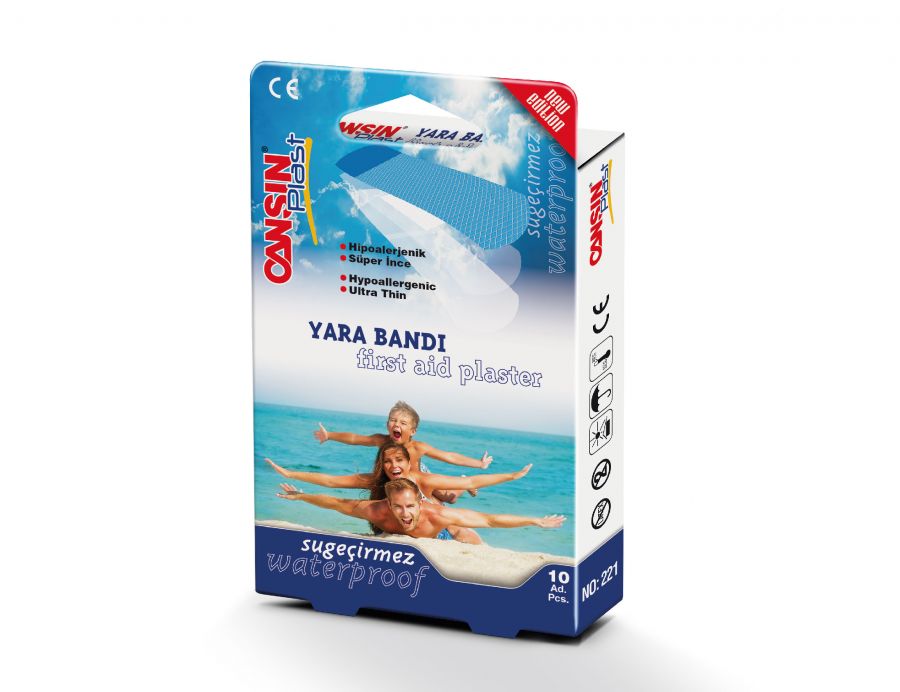 CE
new
edition
WSIN® YARA BA.
Plast
CANSIN®
Plast
sugeçirmez
waterproof
Hipoalerjenik
Süper İnce
Hypoallergenic
Ultra Thin
YARA BANDI
first aid plaster
sugeçirmez
waterproof
10
Ad.
Pcs.
CANSIN
Plast
CE
NO: 221